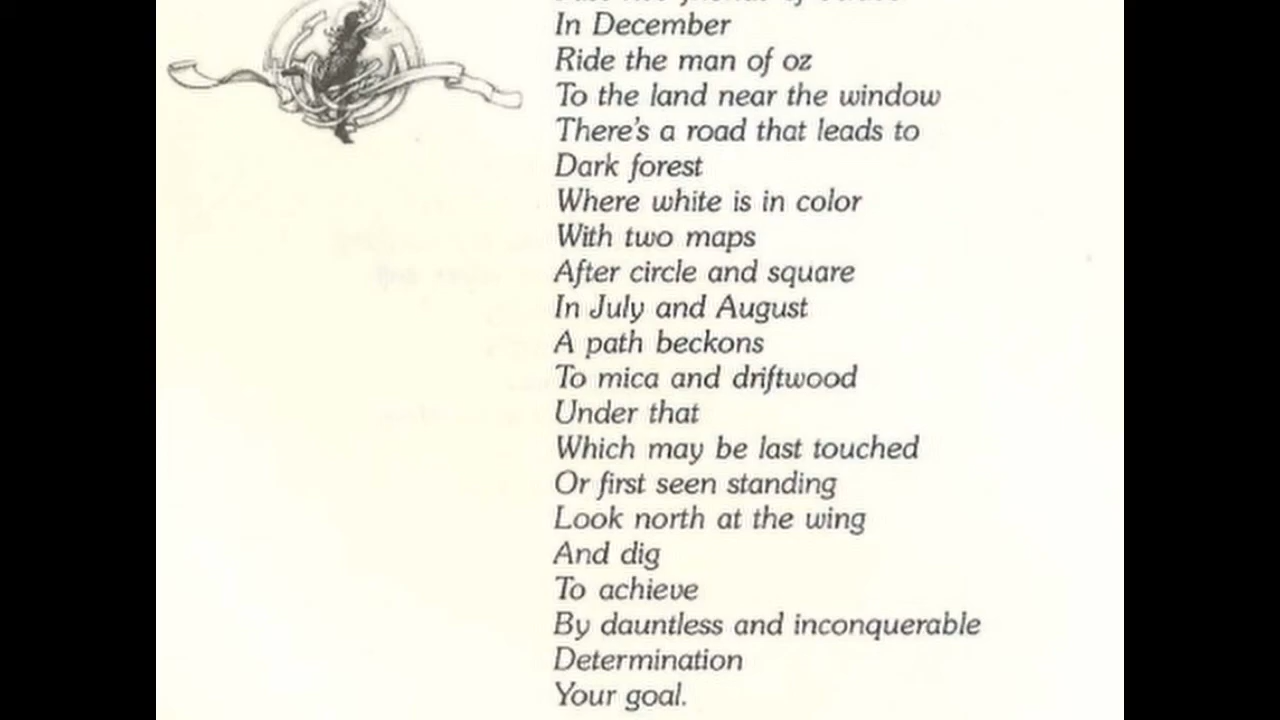 In December
Ride the man of oz
To the land near the window
There's a road that leads to
Dark forest
Where white is in color
With two maps
After circle and square
In July and August
A path beckons
To mica and driftwood
Under that
Which may be last touched
Or first seen standing
Look north at the wing
And dig
To achieve
By dauntless and inconquerable
Determination
Your goal.